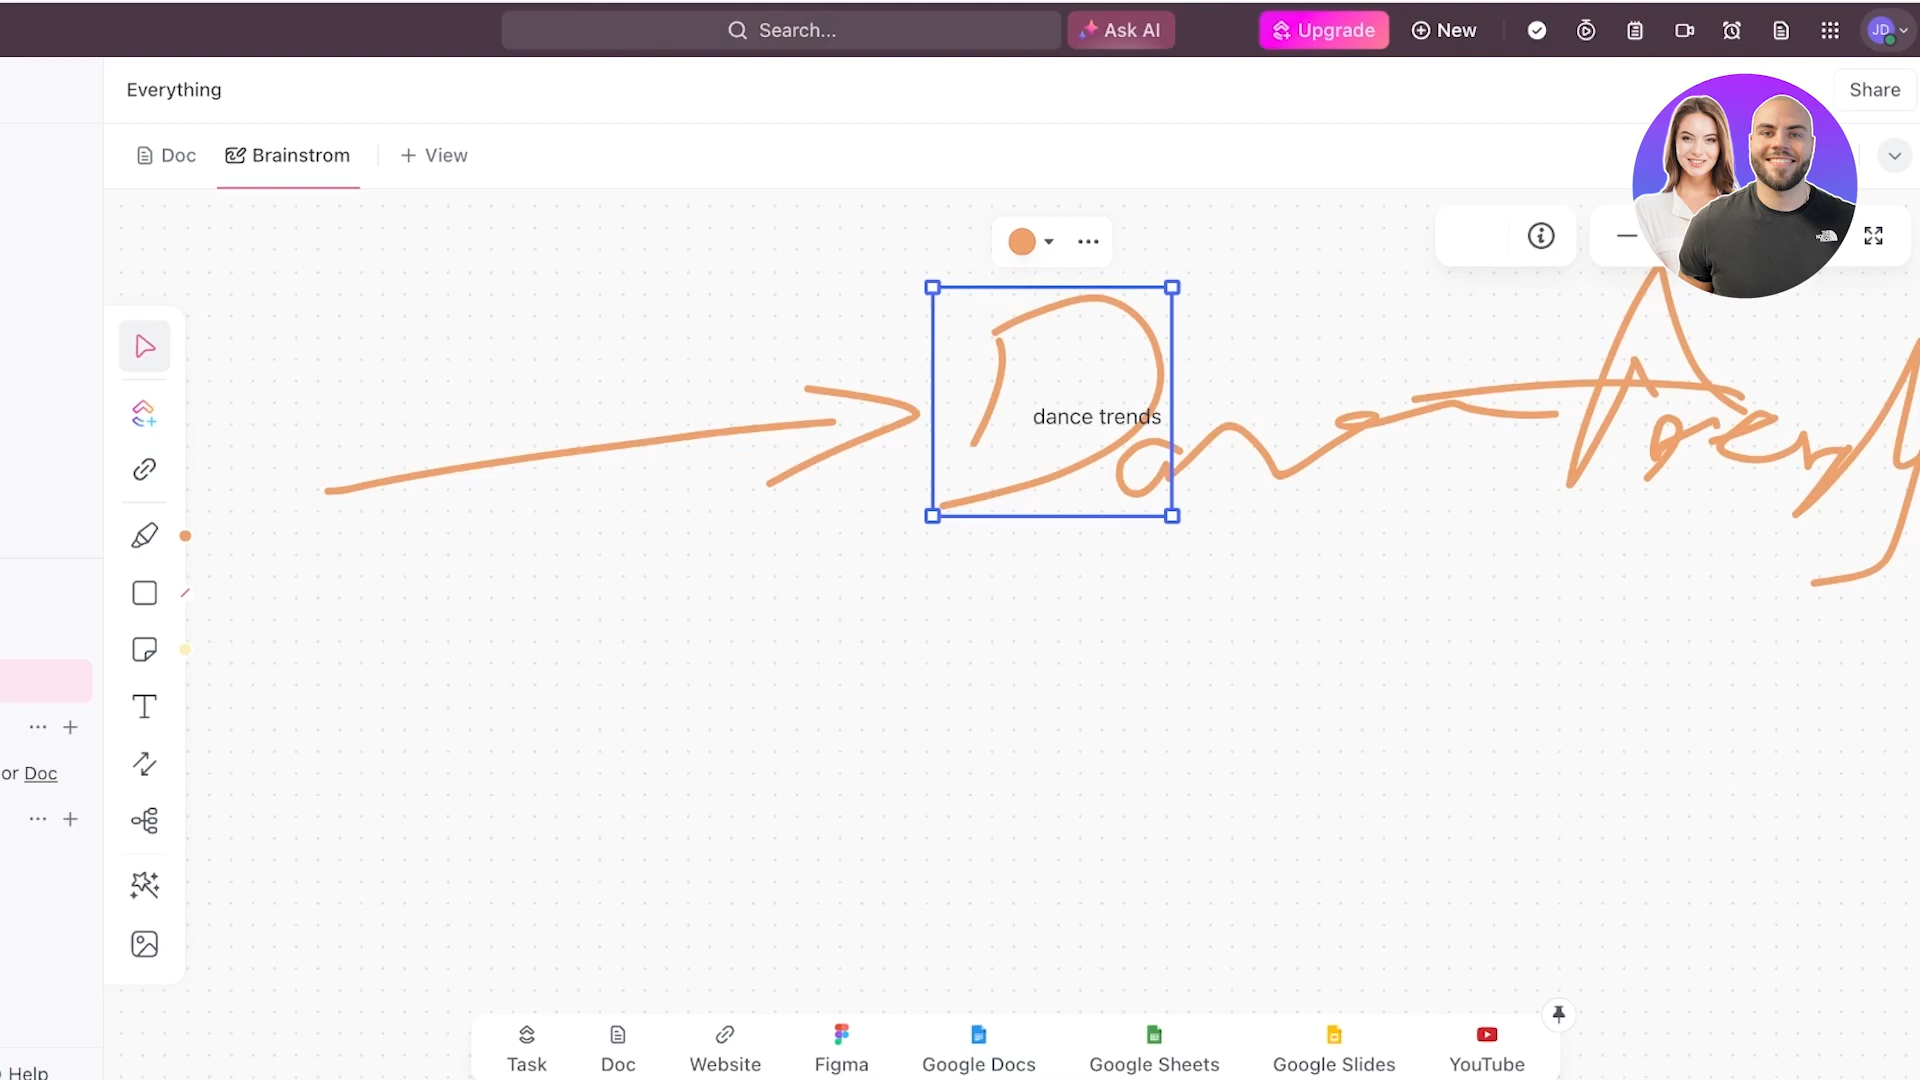 Search...
Ask AI
Upgrade
New
JD
Everything
Share
Doc
Brainstrom
View
dance trends
or Doc
Help
Task
Doc
Website
Figma
Google Docs
Google Sheets
Google Slides
YouTube